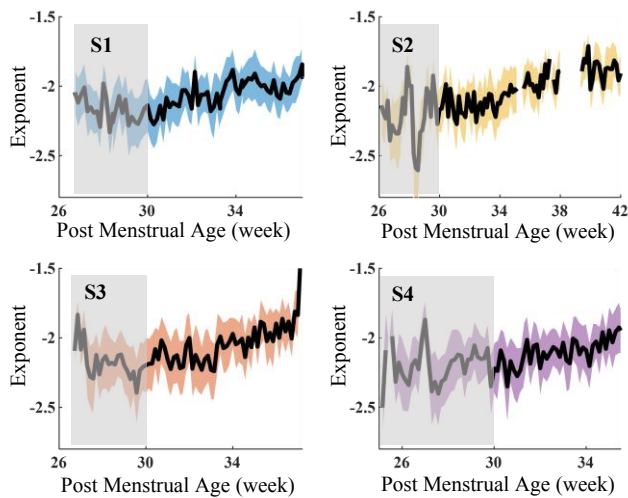 S1
Exponent
-1.5
-2
-2.5
26
30
34
Post Menstrual Age (week)
S2
Exponent
-1.5
-2
-2.5
26
30
34
38
42
Post Menstrual Age (week)
S3
Exponent
-1.5
-2
-2.5
26
30
34
Post Menstrual Age (week)
S4
Exponent
-1.5
-2
-2.5
26
30
34
Post Menstrual Age (week)